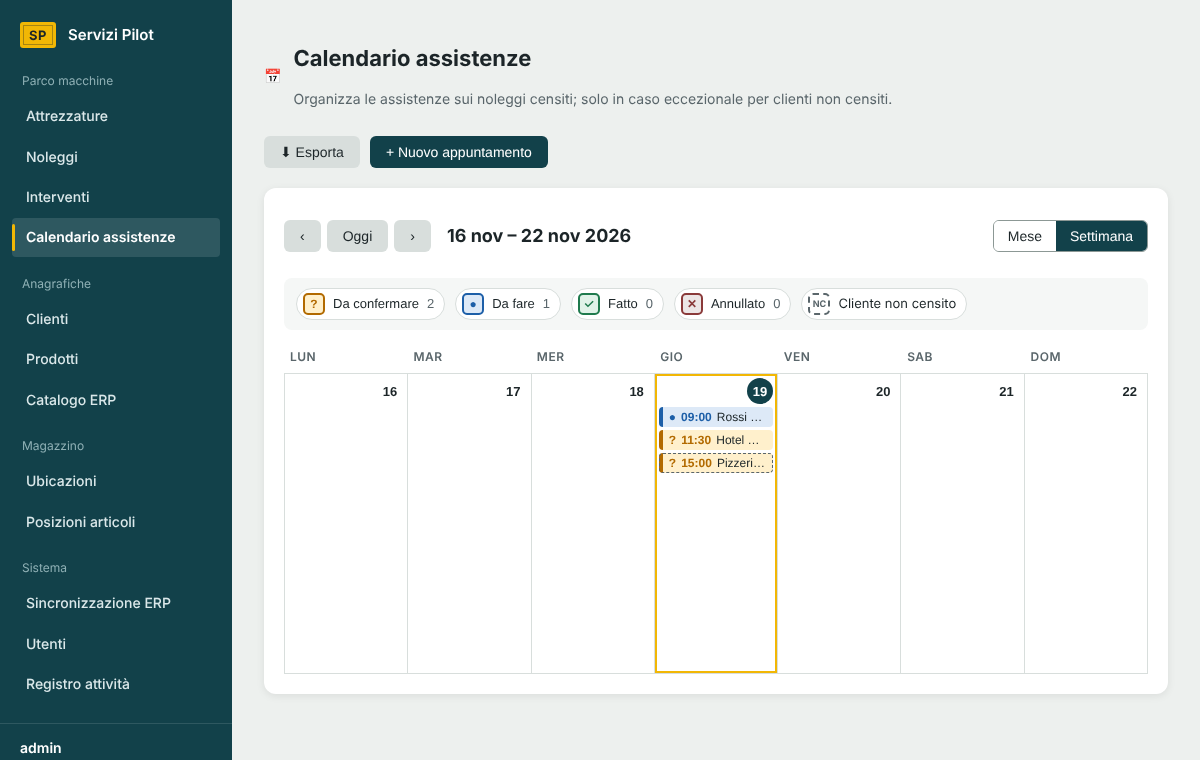 SP Servizi Pilot
Parco macchine
Attrezzature
Noleggi
Interventi
Calendario assistenze
Anagrafiche
Clienti
Prodotti
Catalogo ERP
Magazzino
Ubicazioni
Posizioni articoli
Sistema
Sincronizzazione ERP
Utenti
Registro attività
admin
Calendario assistenze
Organizza le assistenze sui noleggi censiti; solo in caso eccezionale per clienti non censiti.
⬇ Esporta + Nuovo appuntamento
‹ Oggi › 16 nov – 22 nov 2026 Mese Settimana
? Da confermare 2 ● Da fare 1 ✓ Fatto 0 ✕ Annullato 0 NC Cliente non censito
LUN MAR MER GIO VEN SAB DOM
16 17 18 19 20 21 22
● 09:00 Rossi …
? 11:30 Hotel …
? 15:00 Pizzeri…